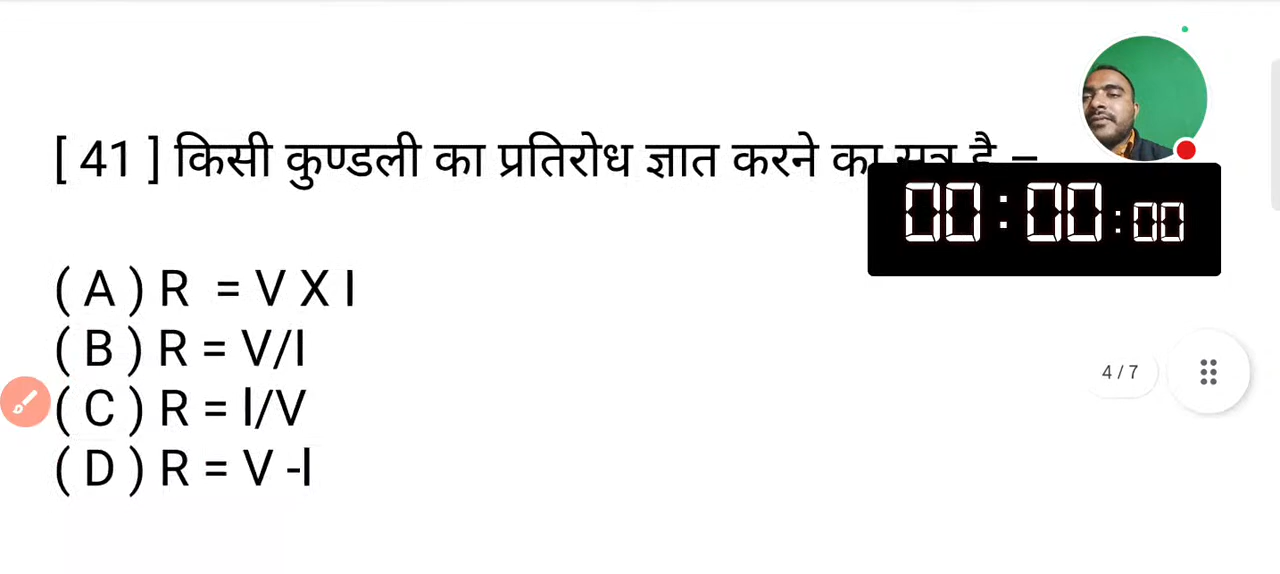 [ 41 ] किसी कुण्डली का प्रतिरोध ज्ञात करने का है –
00:00:00
( A ) R = V X I
( B ) R = V/I
4 / 7
( C ) R = I/V
( D ) R = V -I